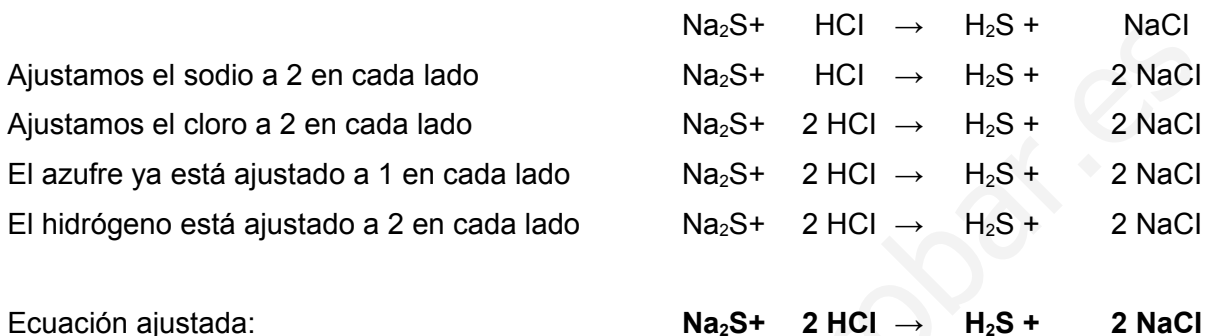 Na₂S+ HCl → H₂S + NaCl
Ajustamos el sodio a 2 en cada lado Na₂S+ HCl → H₂S + 2 NaCl
Ajustamos el cloro a 2 en cada lado Na₂S+ 2 HCl → H₂S + 2 NaCl
El azufre ya está ajustado a 1 en cada lado Na₂S+ 2 HCl → H₂S + 2 NaCl
El hidrógeno está ajustado a 2 en cada lado Na₂S+ 2 HCl → H₂S + 2 NaCl
Ecuación ajustada: Na₂S+ 2 HCl → H₂S + 2 NaCl
obar.es